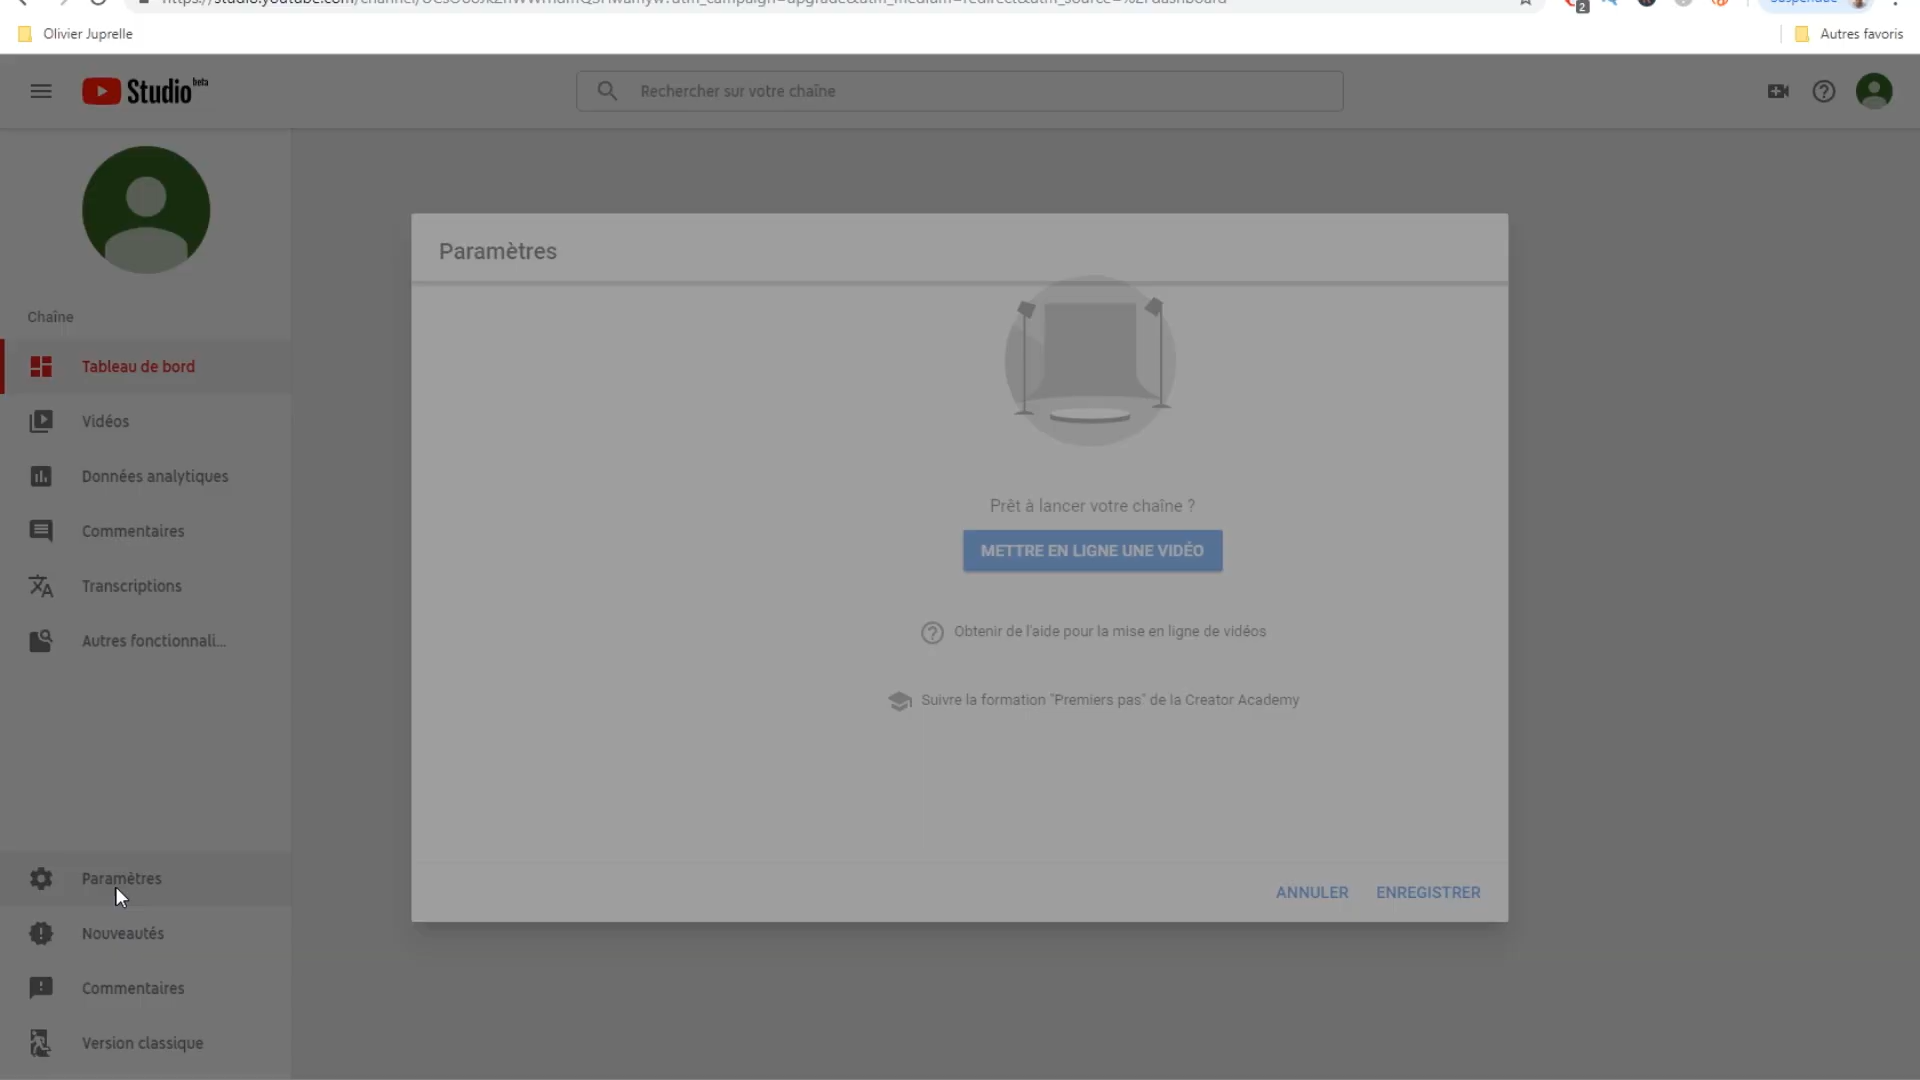 Olivier Juprelle
Autres favoris
2
Studio beta
Rechercher sur votre chaîne
Chaîne
Tableau de bord
Vidéos
Données analytiques
Commentaires
Transcriptions
Autres fonctionnali...
Paramètres
Nouveautés
Commentaires
Version classique
Paramètres
Prêt à lancer votre chaîne ?
METTRE EN LIGNE UNE VIDÉO
Obtenir de l'aide pour la mise en ligne de vidéos
Suivre la formation "Premiers pas" de la Creator Academy
ANNULER
ENREGISTRER